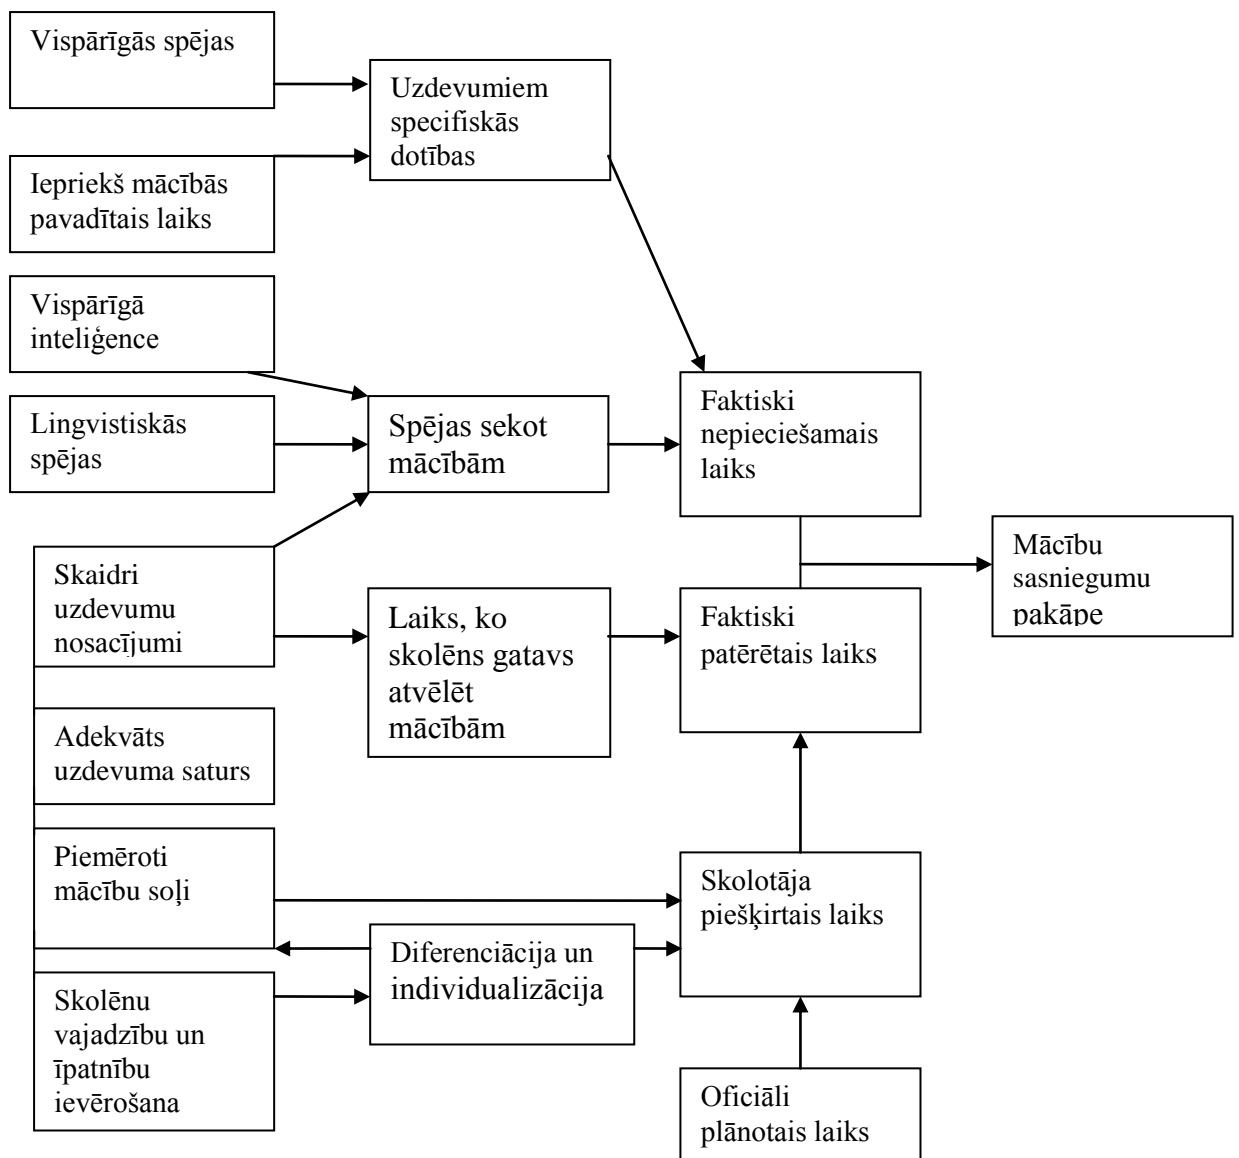 Vispārīgās spējas
Uzdevumiem
specifiskās
dotības
Iepriekš mācībās
pavadītais laiks
Vispārīgā
inteliģence
Lingvistiskās
spējas
Spējas sekot
mācībām
Faktiski
nepieciešamais
laiks
Mācību
sasniegumu
pakāpe
Skaidri
uzdevumu
nosacījumi
Laiks, ko
skolēns gatavs
atvēlēt
mācībām
Faktiski
patērētais laiks
Adekvāts
uzdevuma saturs
Piemēroti
mācību soļi
Skolotāja
piešķirtais laiks
Diferenciācija un
individualizācija
Skolēnu
vajadzību un
īpatnību
ievērošana
Oficiāli
plānotais laiks